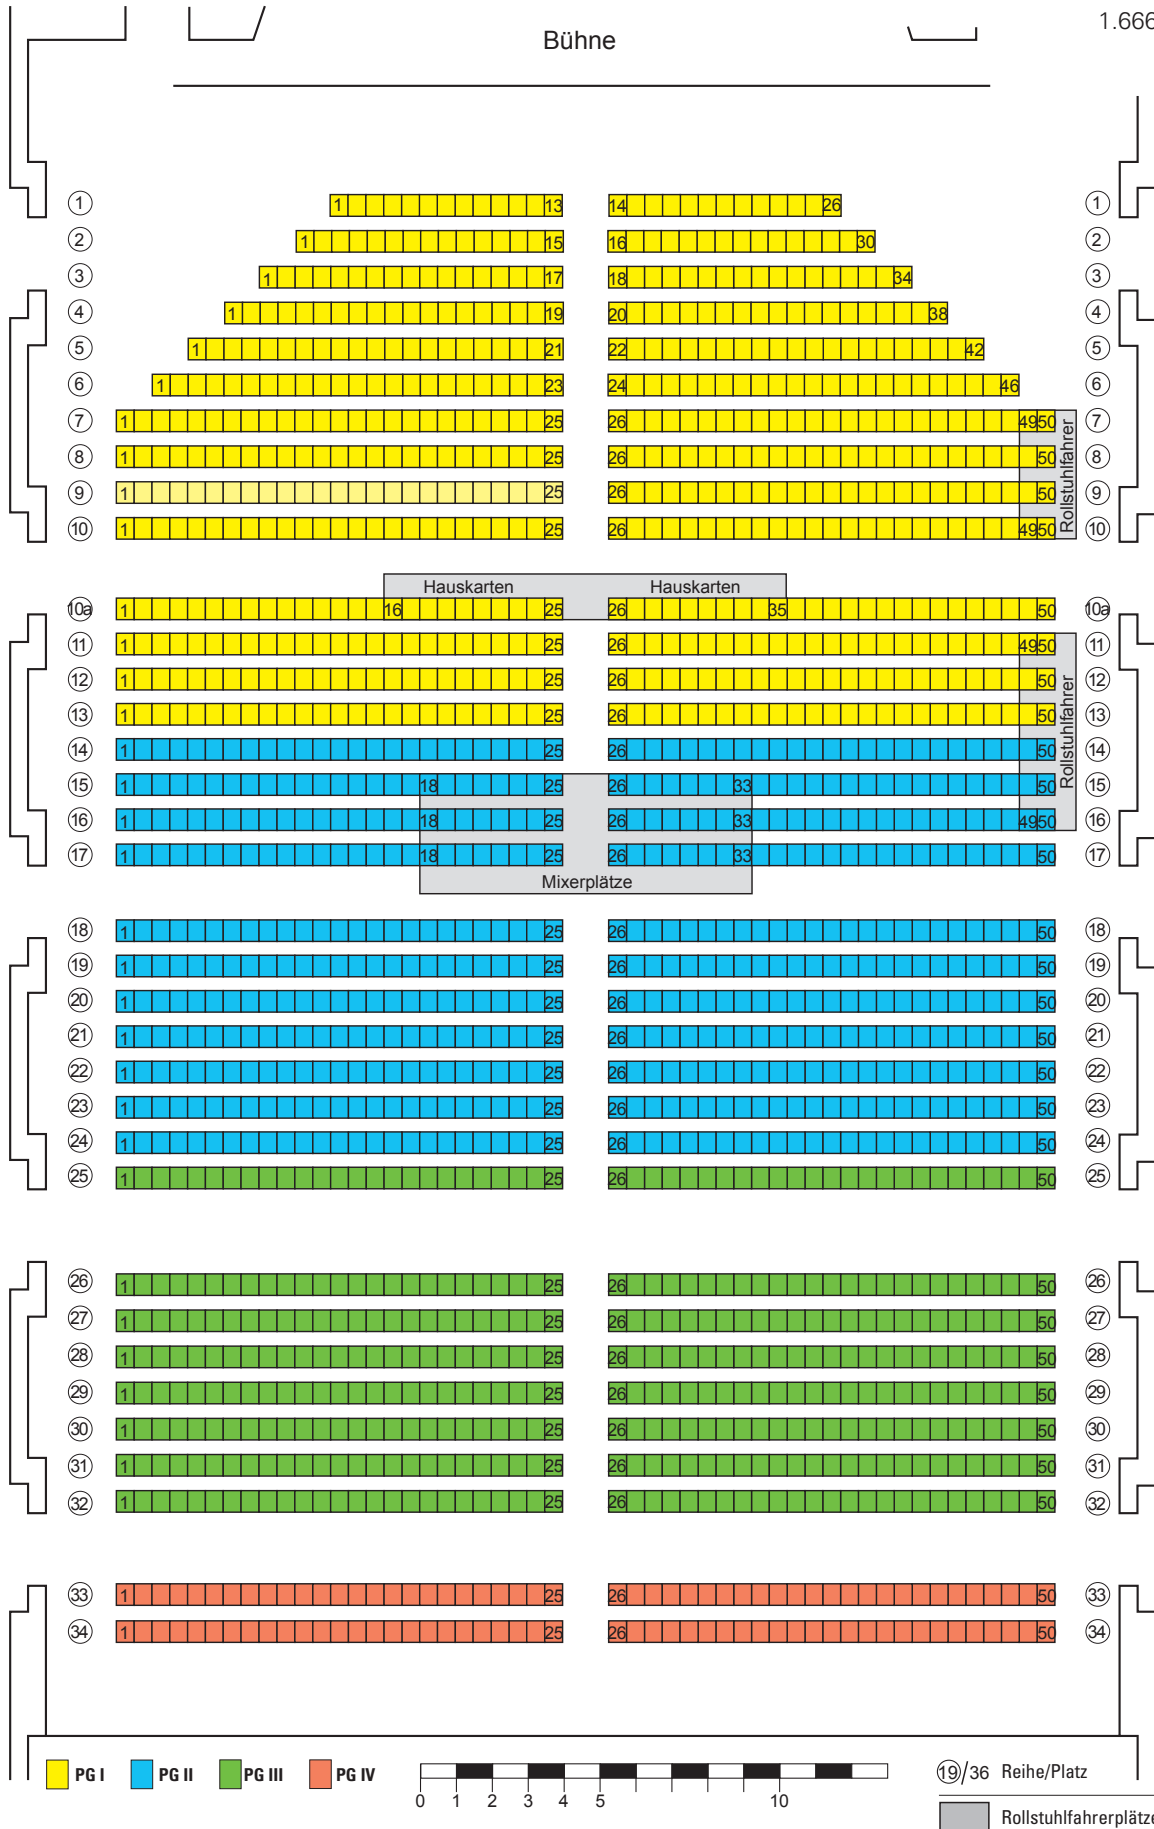 1.666
Bühne
1 1 13 14 26 1
2 1 15 16 30 2
3 1 17 18 34 3
4 1 19 20 38 4
5 1 21 22 42 5
6 1 23 24 46 6
7 1 25 26 49 50 7
8 1 25 26 50 8
9 1 25 26 50 9
10 1 25 26 49 50 10
Rollstuhlfahrer
Hauskarten Hauskarten
10a 1 16 25 26 35 50 10a
11 1 25 26 49 50 11
12 1 25 26 50 12
13 1 25 26 50 13
14 1 25 26 50 14
15 1 18 25 26 33 50 15
16 1 18 25 26 33 49 50 16
17 1 18 25 26 33 50 17
Rollstuhlfahrer
Mixerplätze
18 1 25 26 50 18
19 1 25 26 50 19
20 1 25 26 50 20
21 1 25 26 50 21
22 1 25 26 50 22
23 1 25 26 50 23
24 1 25 26 50 24
25 1 25 26 50 25
26 1 25 26 50 26
27 1 25 26 50 27
28 1 25 26 50 28
29 1 25 26 50 29
30 1 25 26 50 30
31 1 25 26 50 31
32 1 25 26 50 32
33 1 25 26 50 33
34 1 25 26 50 34
PG I PG II PG III PG IV
0 1 2 3 4 5 10
19/36 Reihe/Platz
Rollstuhlfahrerplätze